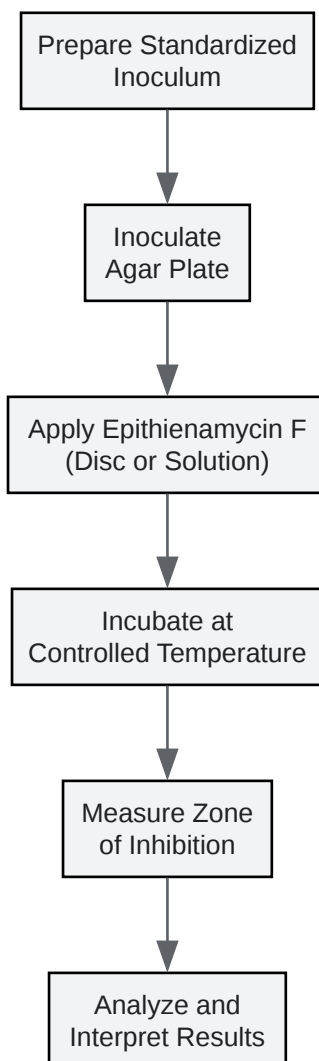 Prepare Standardized
Inoculum
Inoculate
Agar Plate
Apply Epithienamycin F
(Disc or Solution)
Incubate at
Controlled Temperature
Measure Zone
of Inhibition
Analyze and
Interpret Results